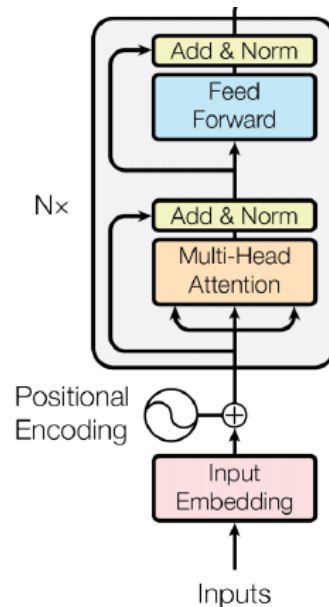 Add & Norm
Feed
Forward
Nx
Add & Norm
Multi-Head
Attention
Positional
Encoding
Input
Embedding
Inputs